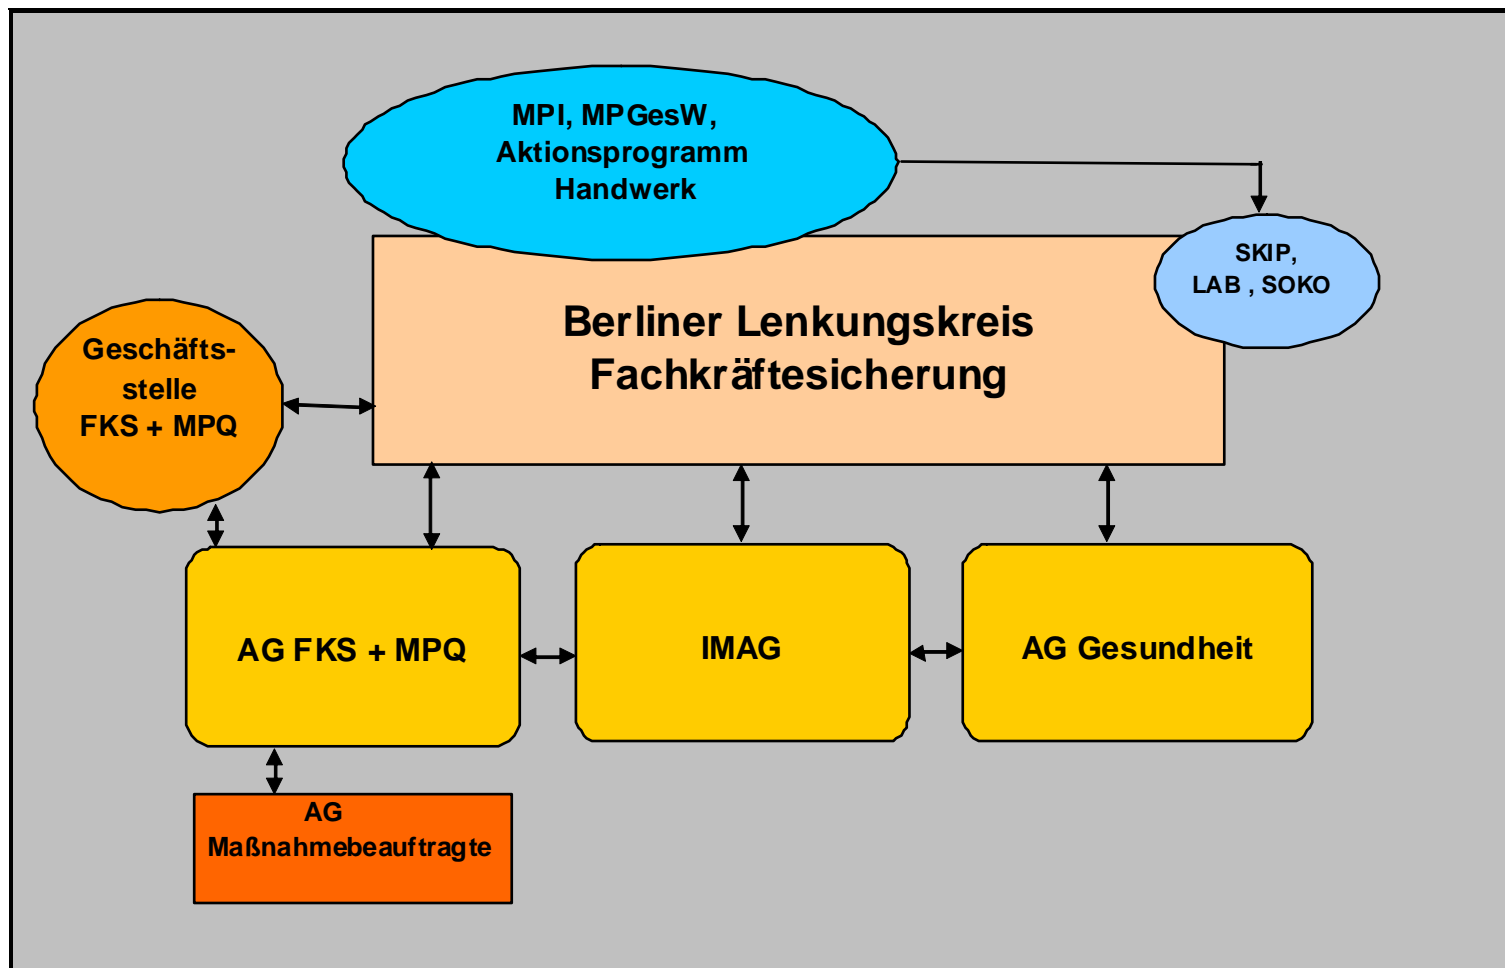 MPI, MPGesW,
Aktionsprogramm
Handwerk
SKIP,
LAB , SOKO
Berliner Lenkungskreis
Fachkräftesicherung
Geschäfts-
stelle
FKS + MPQ
AG FKS + MPQ
IMAG
AG Gesundheit
AG
Maßnahmebeauftragte